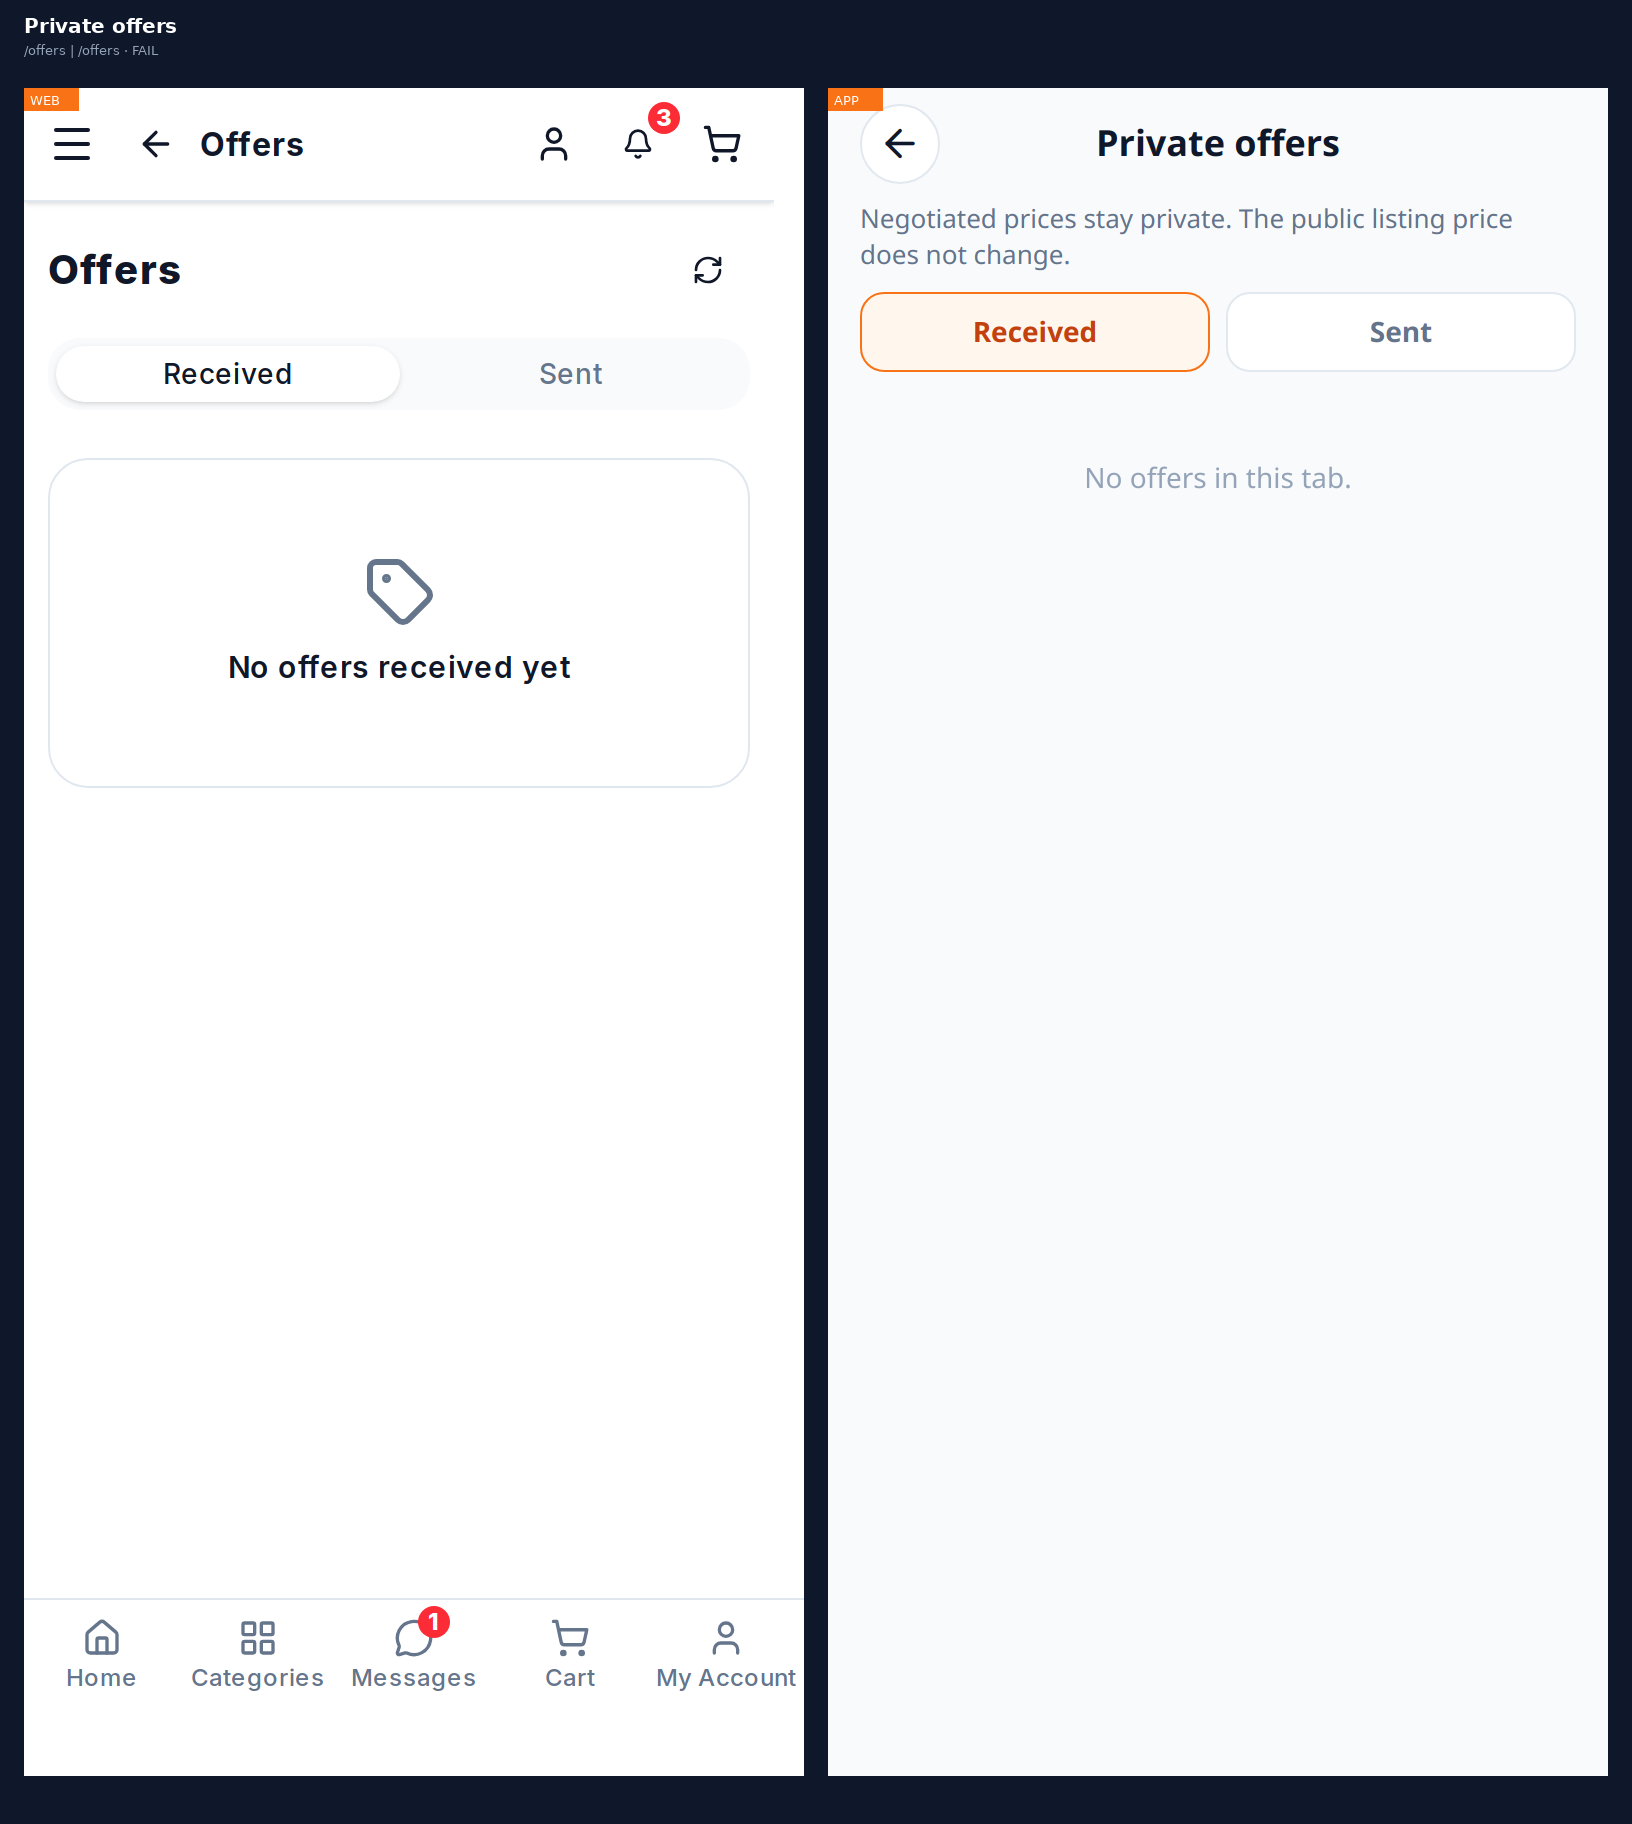 Private offers
/offers | /offers · FAIL
WEB
Offers
3
Offers
Received
Sent
No offers received yet
Home
Categories
1
Messages
Cart
My Account
APP
Private offers
Negotiated prices stay private. The public listing price
does not change.
Received
Sent
No offers in this tab.